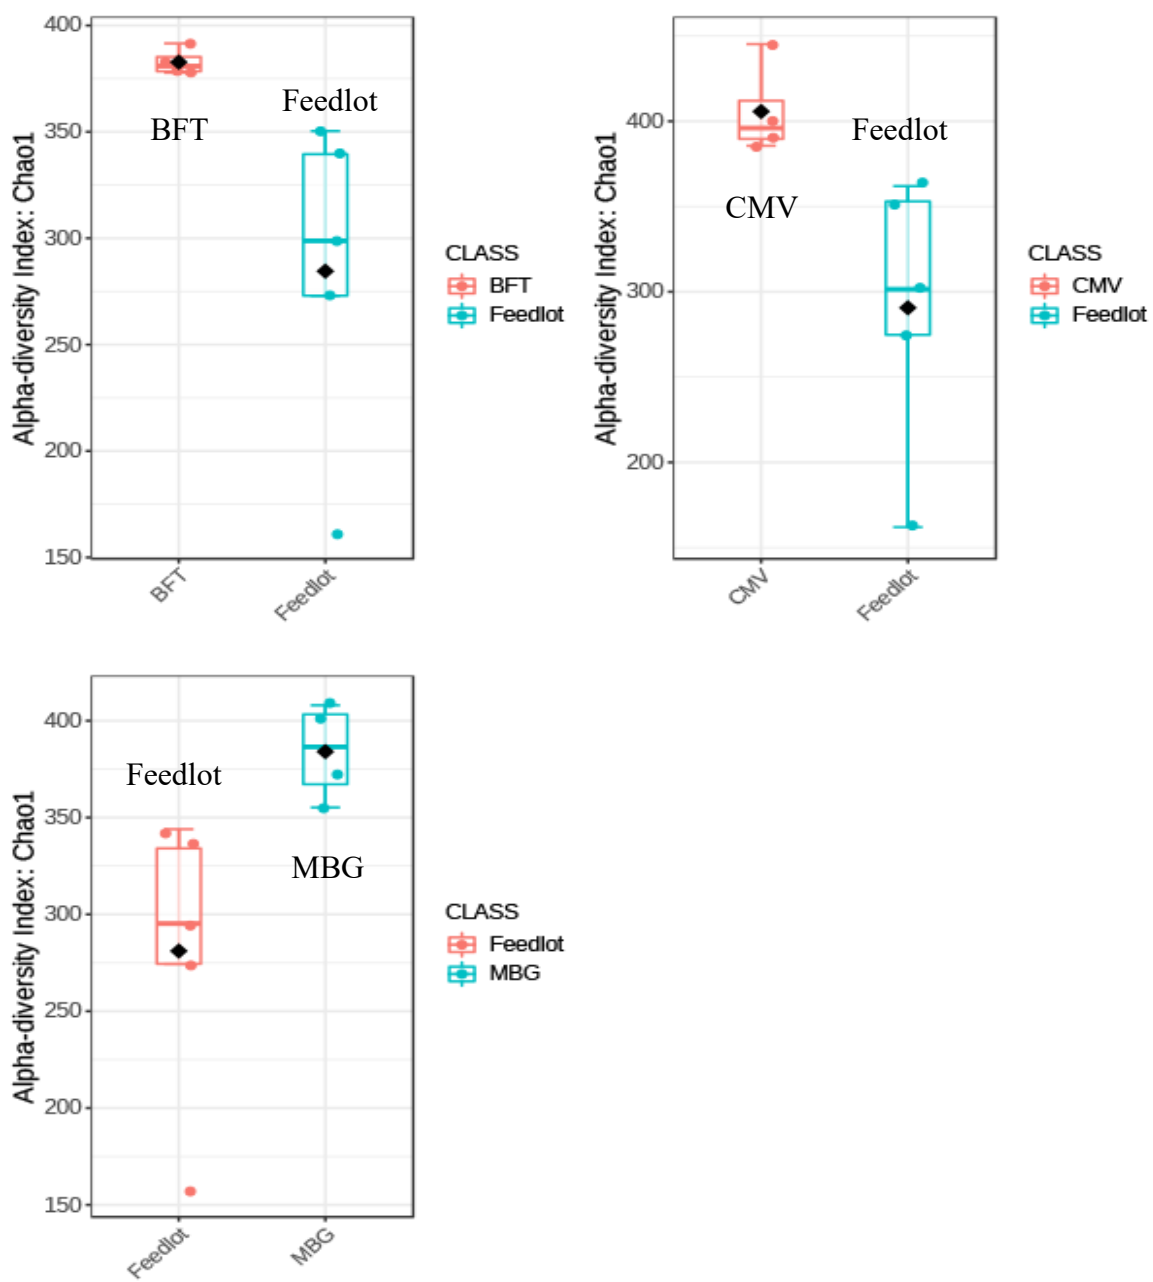 Alpha-diversity Index: Chao1
400
350
300
250
200
150
BFT
Feedlot
BFT
Feedlot
CLASS
BFT
Feedlot
Alpha-diversity Index: Chao1
400
300
200
CMV
Feedlot
CMV
Feedlot
CLASS
CMV
Feedlot
Alpha-diversity Index: Chao1
400
350
300
250
200
150
Feedlot
MBG
Feedlot
MBG
CLASS
Feedlot
MBG